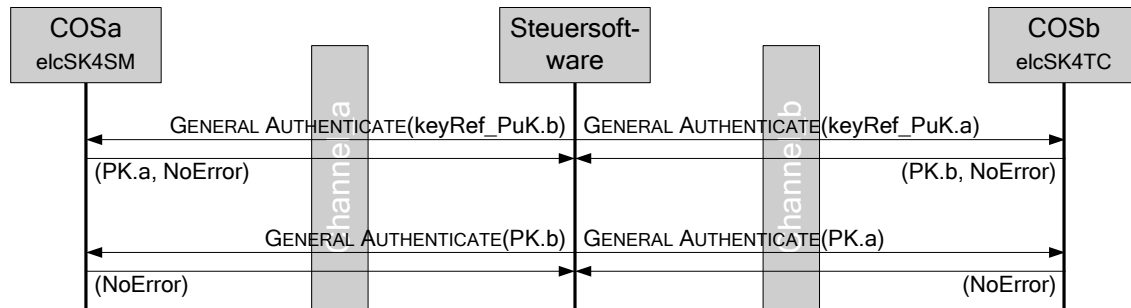 COSa
elcSK4SM
Steuersoft-
ware
COSb
elcSK4TC
Channel a
Channel b
GENERAL AUTHENTICATE(keyRef_PuK.b)
GENERAL AUTHENTICATE(keyRef_PuK.a)
(PK.a, NoError)
(PK.b, NoError)
GENERAL AUTHENTICATE(PK.b)
GENERAL AUTHENTICATE(PK.a)
(NoError)
(NoError)